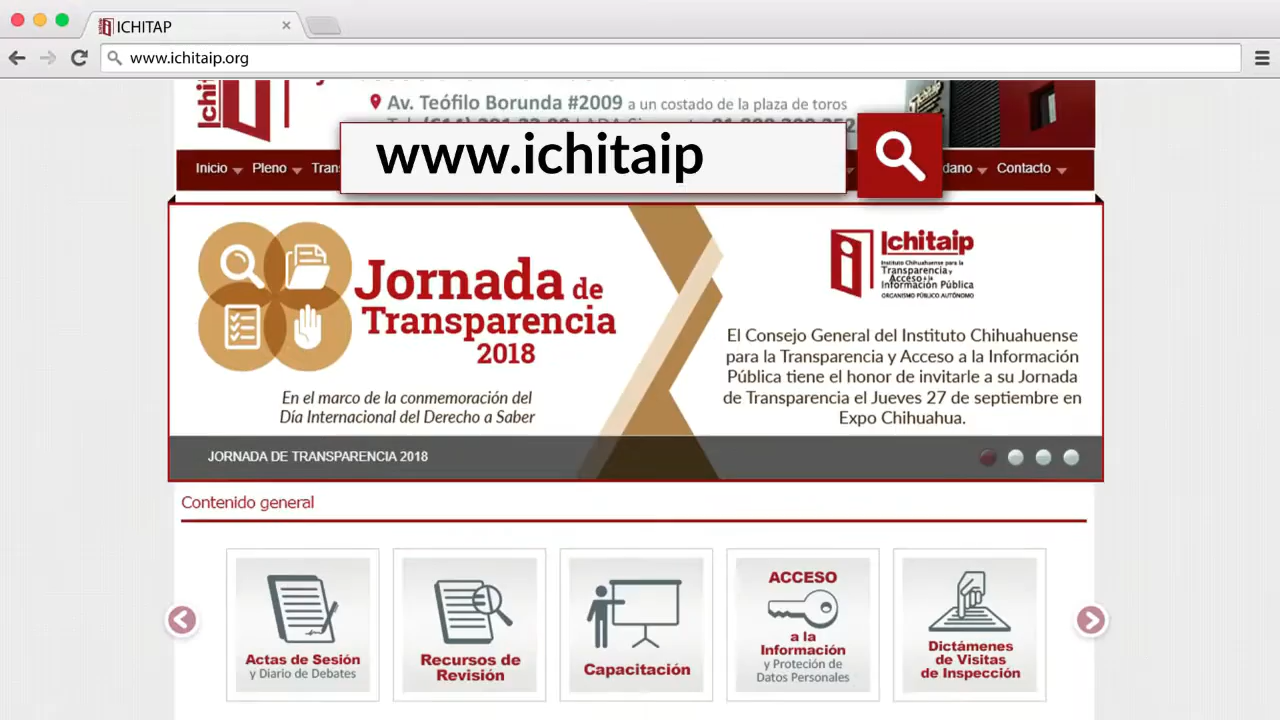 ICHITAP
www.ichitaip.org
Ichi
Av. Teófilo Borunda #2009 a un costado de la plaza de toros
www.ichitaip
Inicio Pleno Contacto
Jornada de
Transparencia
2018
En el marco de la conmemoración del
Día Internacional del Derecho a Saber
Ichitaip
Instituto Chihuahuense para la
Transparencia y
Acceso a la
Información Pública
ORGANISMO PÚBLICO AUTÓNOMO
El Consejo General del Instituto Chihuahuense
para la Transparencia y Acceso a la Información
Pública tiene el honor de invitarle a su Jornada
de Transparencia el Jueves 27 de septiembre en
Expo Chihuahua.
JORNADA DE TRANSPARENCIA 2018
Contenido general
Actas de Sesión
y Diario de Debates
Recursos de
Revisión
Capacitación
ACCESO
a la
Información
y Proteción de
Datos Personales
Dictámenes
de Visitas
de Inspección